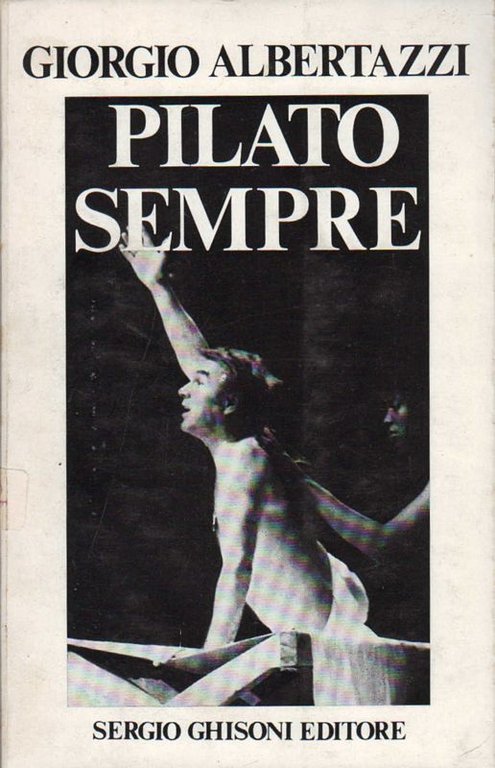 GIORGIO ALBERTAZZI
PILATO
SEMPRE
SERGIO GHISONI EDITORE